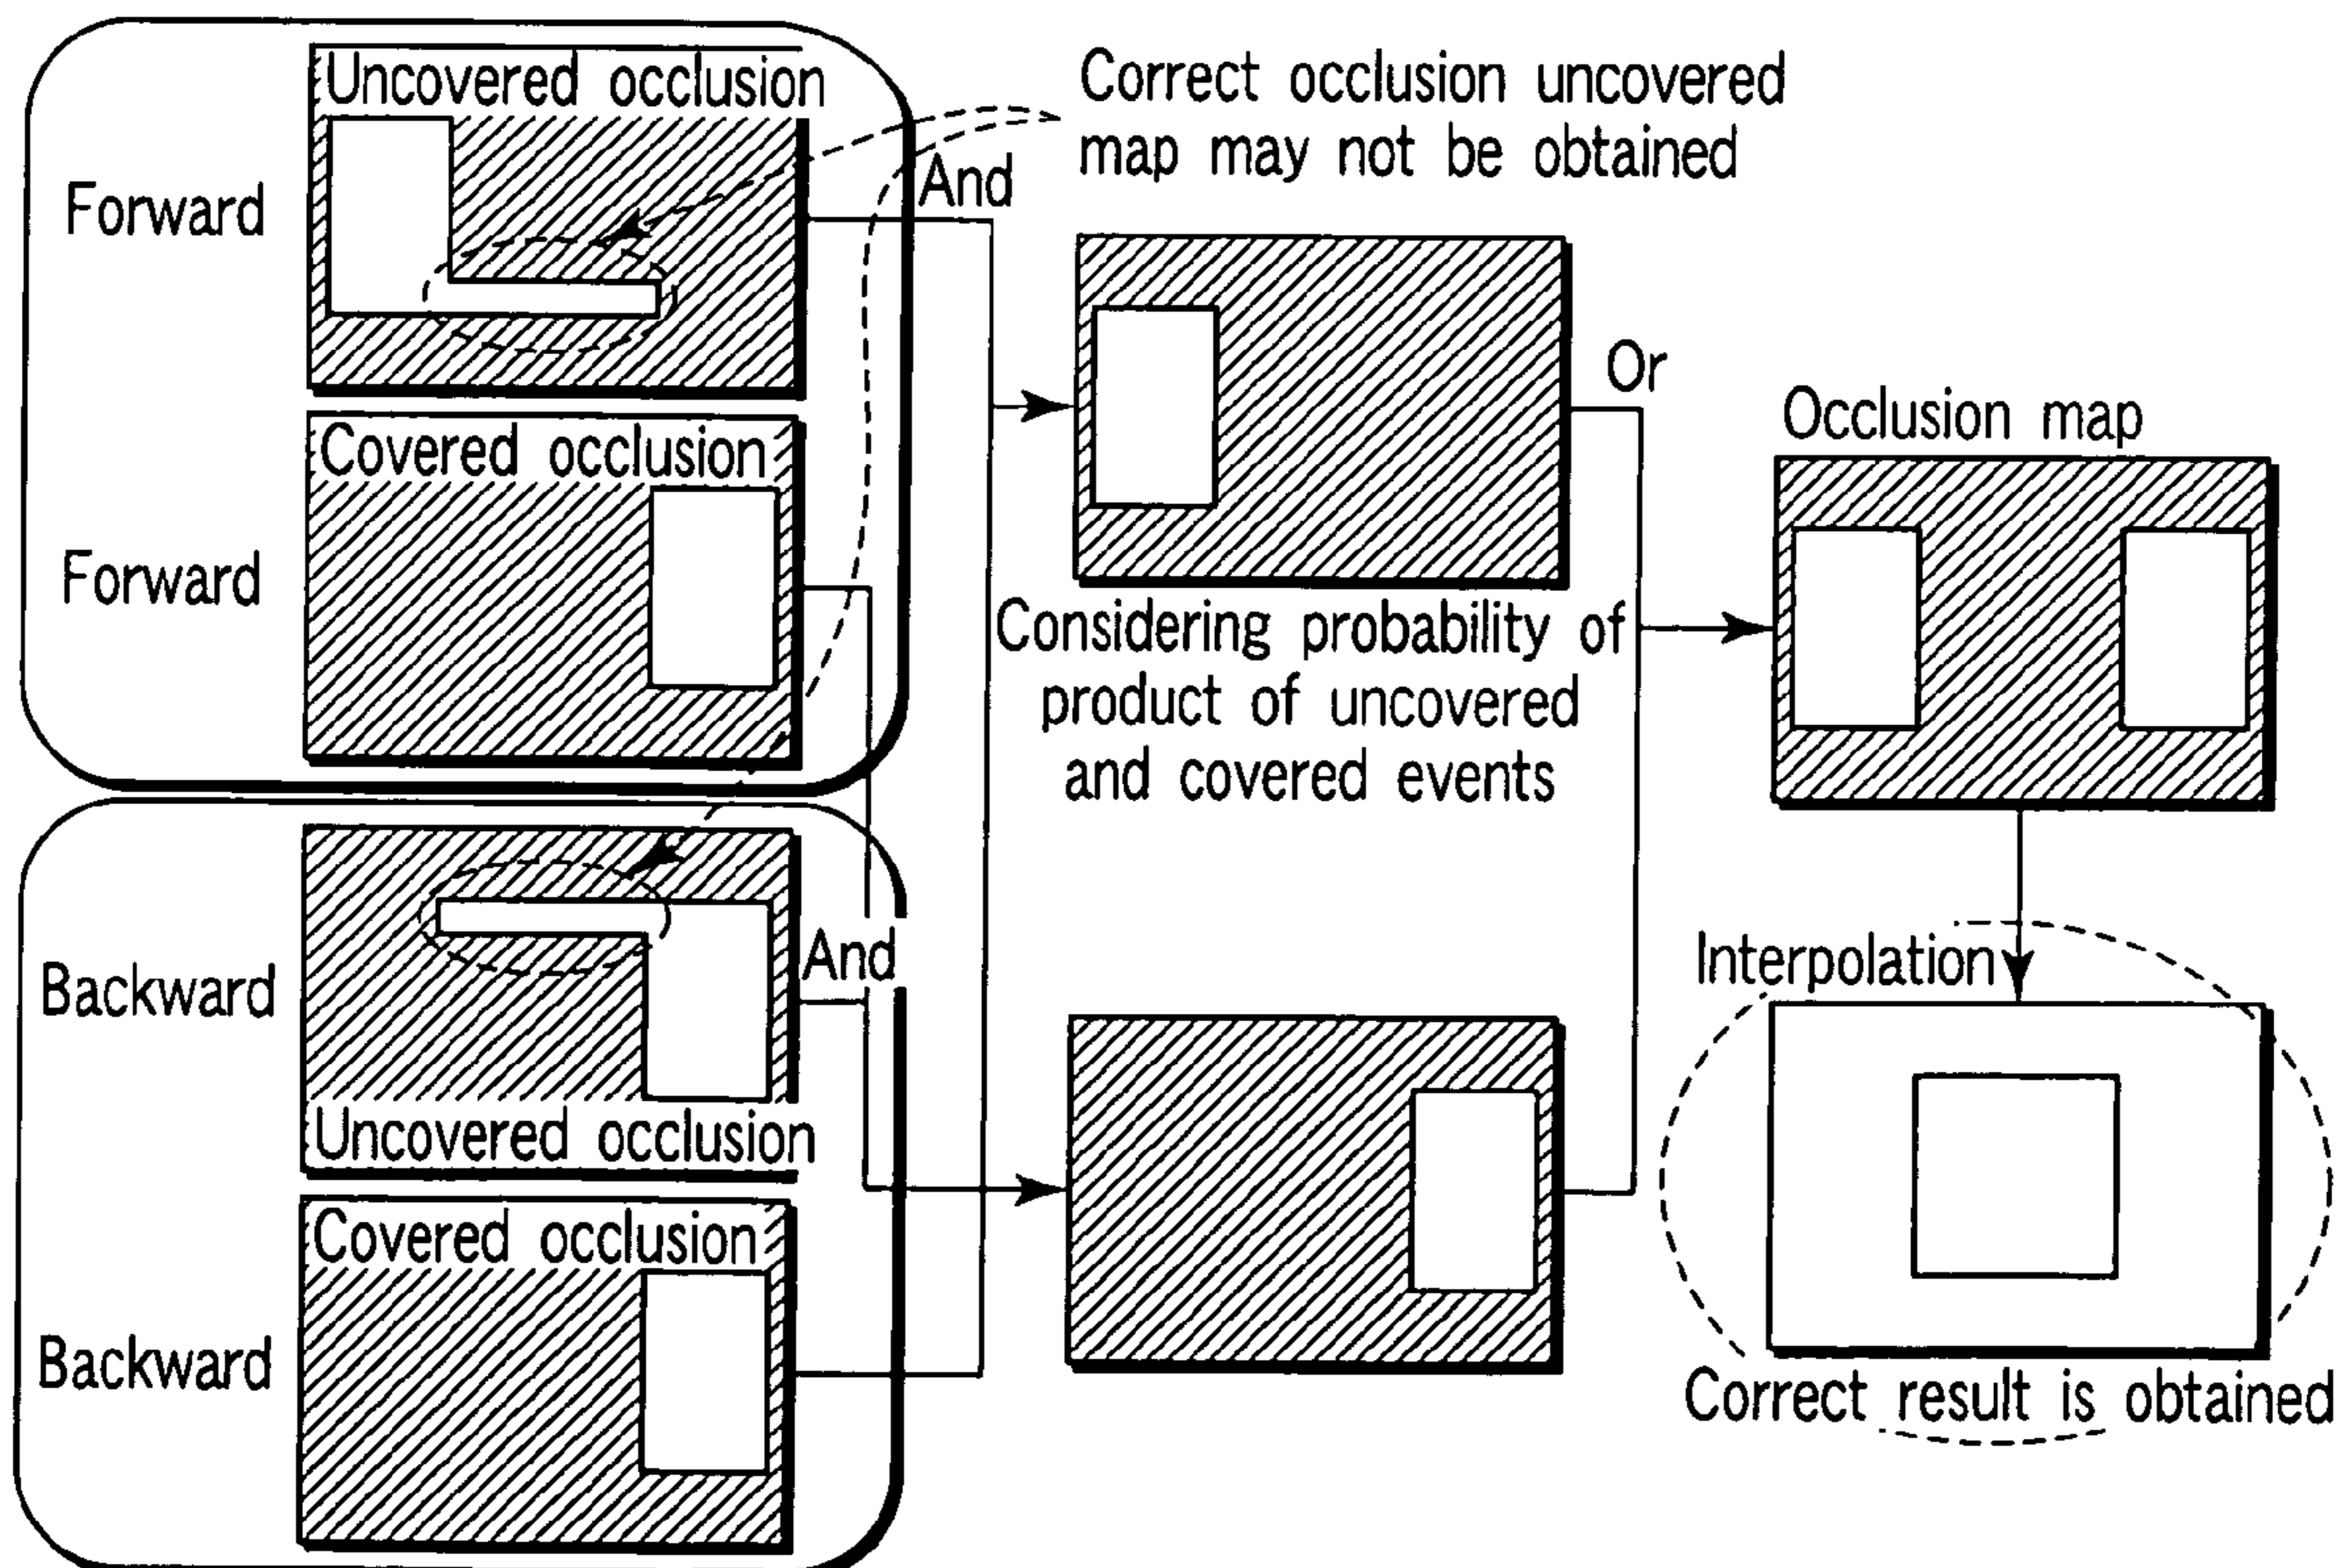 Uncovered occlusion
Forward
Covered occlusion
Forward
Correct occlusion uncovered
map may not be obtained
And
Or
Considering probability of
product of uncovered
and covered events
Occlusion map
Backward
Uncovered occlusion
And
Covered occlusion
Backward
Interpolation
Correct result is obtained